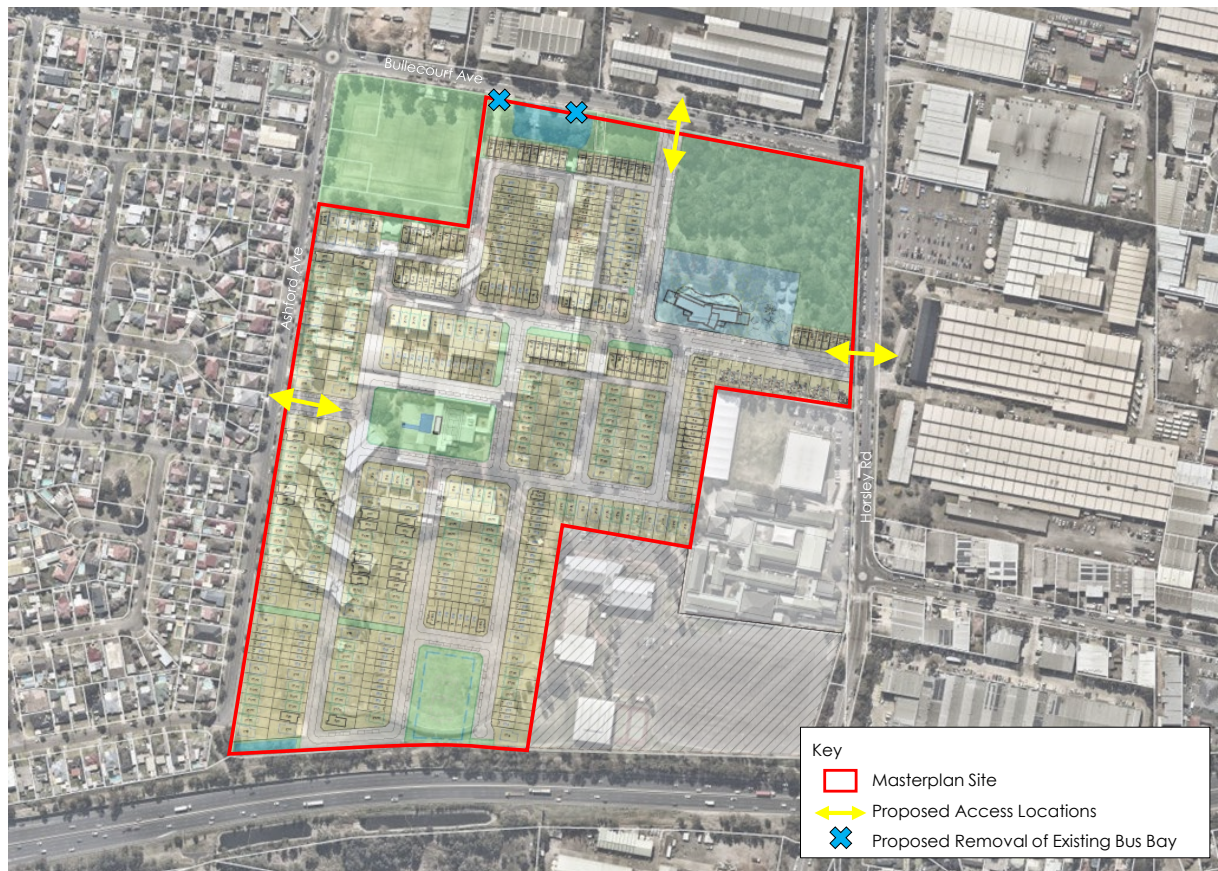 Bullecourt Ave
Ashford Ave
Horsley Rd
Key
Masterplan Site
Proposed Access Locations
Proposed Removal of Existing Bus Bay